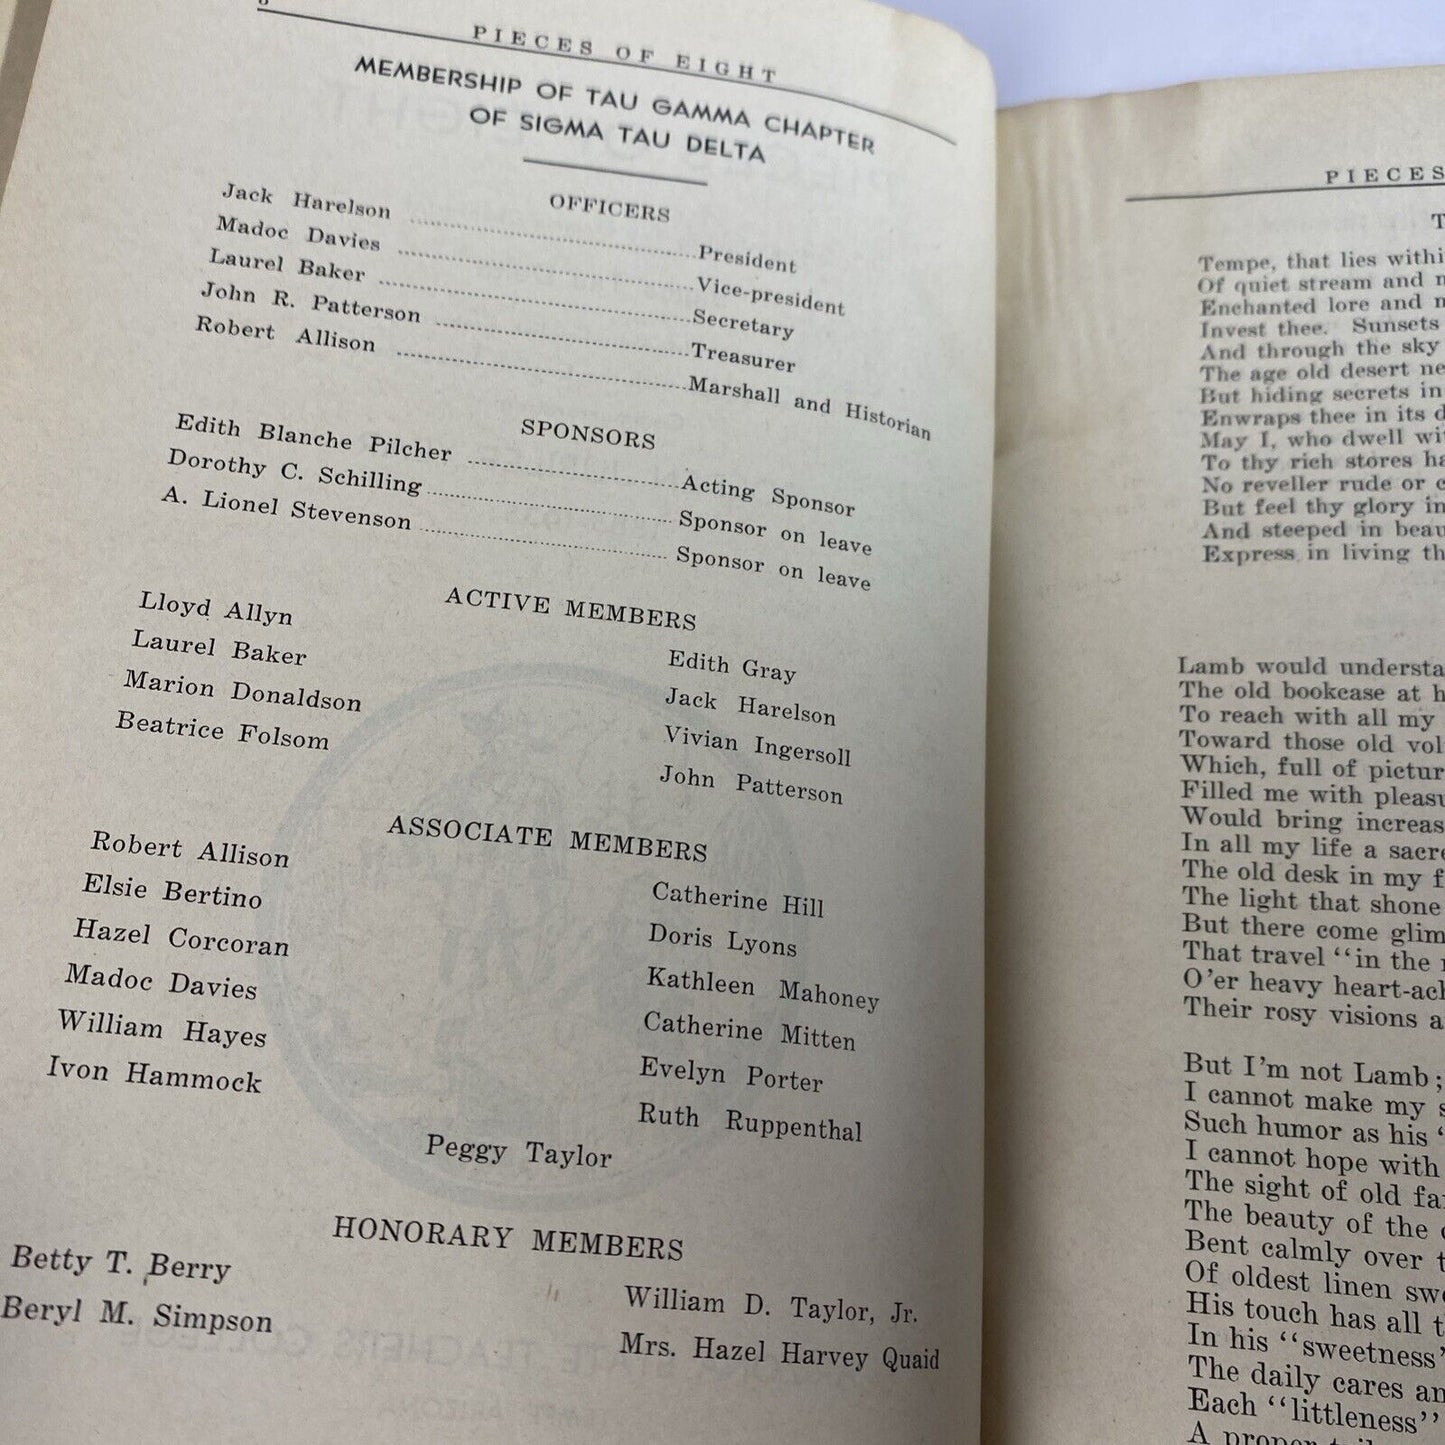 PIECES OF EIGHT
MEMBERSHIP OF TAU GAMMA CHAPTER
OF SIGMA TAU DELTA
OFFICERS
Jack Harelson ........ President
Madoc Davies ........ Vice-president
Laurel Baker ........ Secretary
John R. Patterson ........ Treasurer
Robert Allison ........ Marshall and Historian
SPONSORS
Edith Blanche Pilcher ........ Acting Sponsor
Dorothy C. Schilling ........ Sponsor on leave
A. Lionel Stevenson ........ Sponsor on leave
ACTIVE MEMBERS
Lloyd Allyn
Laurel Baker
Marion Donaldson
Beatrice Folsom
Edith Gray
Jack Harelson
Vivian Ingersoll
John Patterson
ASSOCIATE MEMBERS
Robert Allison
Elsie Bertino
Hazel Corcoran
Madoc Davies
William Hayes
Ivon Hammock
Catherine Hill
Doris Lyons
Kathleen Mahoney
Catherine Mitten
Evelyn Porter
Ruth Ruppenthal
Peggy Taylor
HONORARY MEMBERS
Betty T. Berry
Beryl M. Simpson
William D. Taylor, Jr.
Mrs. Hazel Harvey Quaid
PIECES
Tempe, that lies withi
Of quiet stream and
Enchanted lore and
Invest thee. Sunsets
And through the sky
The age old desert ne
But hiding secrets in
Enwraps thee in its
May I, who dwell wi
To thy rich stores ha
No reveller rude or
But feel thy glory in
And steeped in beau
Express in living th
Lamb would understa
The old bookcase at h
To reach with all my
Toward those old vol
Which, full of pictur
Filled me with pleasu
Would bring increas
In all my life a sacre
The old desk in my f
The light that shone
But there come glim
That travel "in the
O'er heavy heart-ach
Their rosy visions a
But I'm not Lamb;
I cannot make my s
Such humor as his "
I cannot hope with
The sight of old fa
The beauty of the
Bent calmly over t
Of oldest linen swe
His touch has all t
In his "sweetness"
The daily cares an
Each "littleness"
A proper